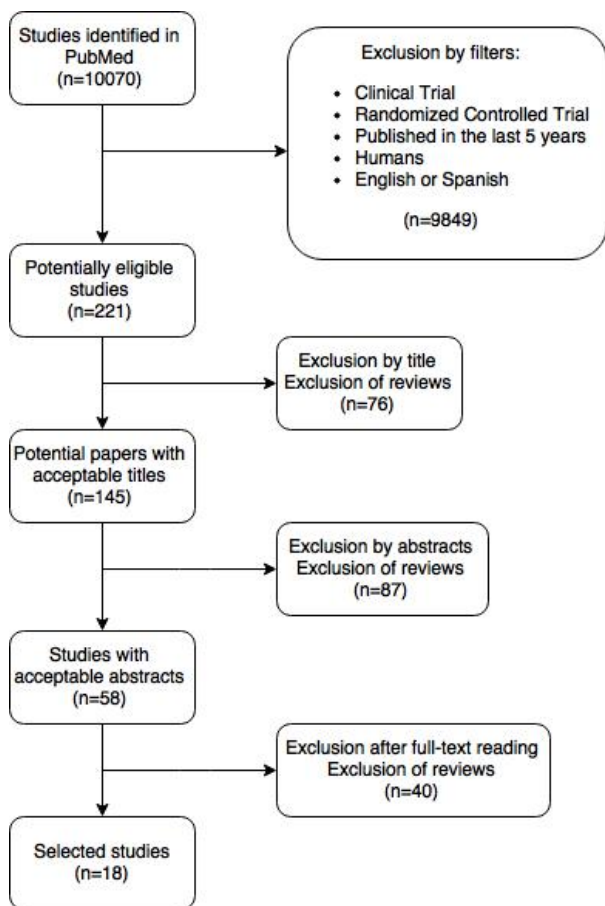 Studies identified in
PubMed
(n=10070)
Exclusion by filters:
• Clinical Trial
• Randomized Controlled Trial
• Published in the last 5 years
• Humans
• English or Spanish
(n=9849)
Potentially eligible
studies
(n=221)
Exclusion by title
Exclusion of reviews
(n=76)
Potential papers with
acceptable titles
(n=145)
Exclusion by abstracts
Exclusion of reviews
(n=87)
Studies with
acceptable abstracts
(n=58)
Exclusion after full-text reading
Exclusion of reviews
(n=40)
Selected studies
(n=18)